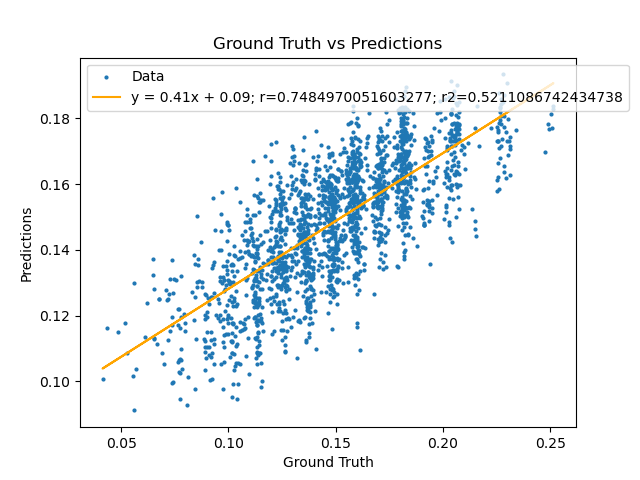 Ground Truth vs Predictions
Data
y = 0.41x + 0.09; r=0.7484970051603277; r2=0.5211086742434738
0.18
0.16
0.14
0.12
0.10
Predictions
0.05 0.10 0.15 0.20 0.25
Ground Truth